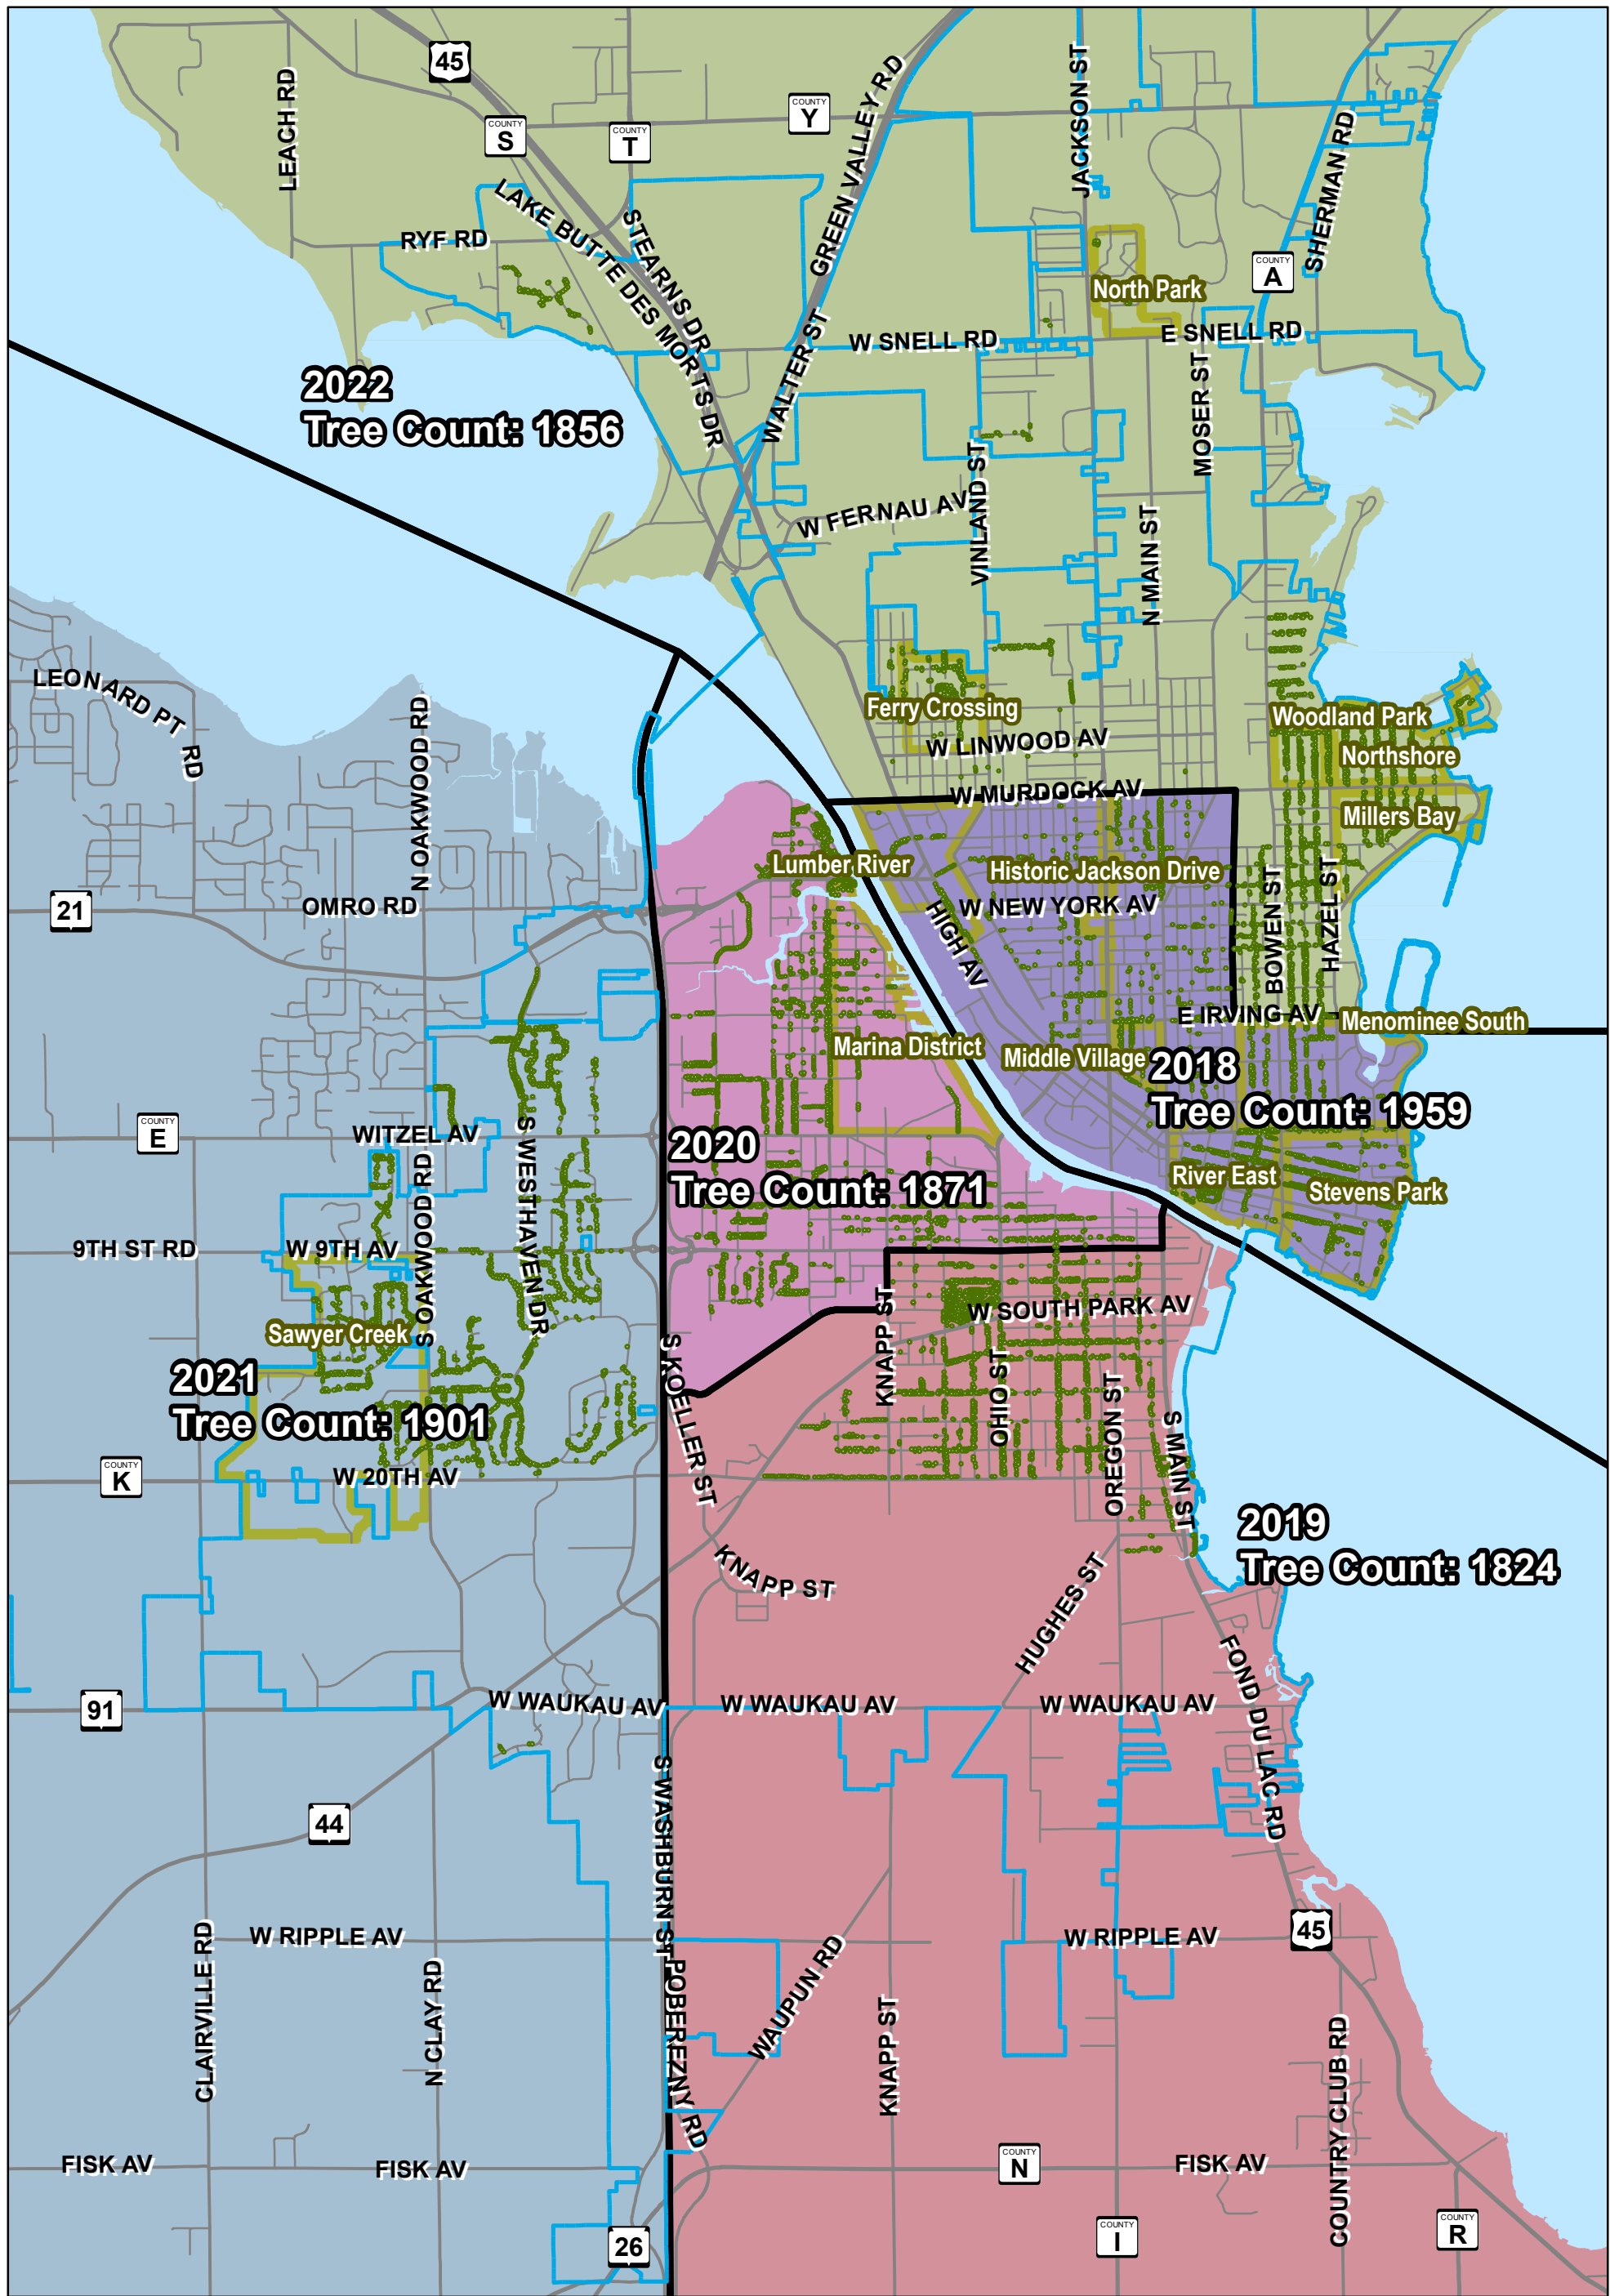 45
LEACH RD
COUNTY
S
COUNTY
T
COUNTY
Y
GREEN VALLEY RD
JACKSON ST
SHERMAN RD
LAKE BUTTE DES MORTS DR
STEARNS DR
RYF RD
COUNTY
A
North Park
WALTER ST
W SNELL RD
E SNELL RD
MOSER ST
2022
Tree Count: 1856
VINLAND ST
W FERNAU AV
N MAIN ST
LEONARD PT RD
N OAKWOOD RD
Ferry Crossing
Woodland Park
W LINWOOD AV
Northshore
W MURDOCK AV
Millers Bay
Lumber River
Historic Jackson Drive
21
OMRO RD
HIGH AV
W NEW YORK AV
BOWEN ST
HAZEL ST
E IRVING AV
Menominee South
Marina District
Middle Village
2018
Tree Count: 1959
COUNTY
E
WITZEL AV
S WESTHAVEN DR
2020
Tree Count: 1871
River East
Stevens Park
9TH ST RD
W 9TH AV
S OAKWOOD RD
KNAPP ST
W SOUTH PARK AV
Sawyer Creek
S KOELLER ST
OHIO ST
OREGON ST
S MAIN ST
2021
Tree Count: 1901
COUNTY
K
W 20TH AV
2019
Tree Count: 1824
KNAPP ST
HUGHES ST
FOND DU LAC RD
91
W WAUKAU AV
W WAUKAU AV
W WAUKAU AV
S WASHBURN ST
44
CLAIRVILLE RD
W RIPPLE AV
W RIPPLE AV
45
N CLAY RD
POBEREZNY RD
WAUPUN RD
KNAPP ST
COUNTRY CLUB RD
FISK AV
FISK AV
COUNTY
N
FISK AV
26
COUNTY
I
COUNTY
R